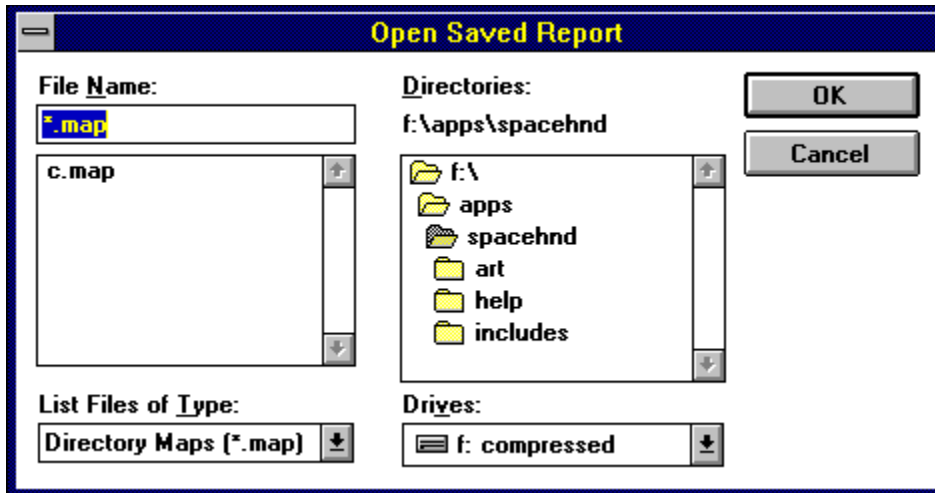 Open Saved Report
File Name:
*.map
c.map
List Files of Type:
Directory Maps (*.map)
Directories:
f:\apps\spacehnd
f:\
apps
spacehnd
art
help
includes
Drives:
f: compressed
OK
Cancel